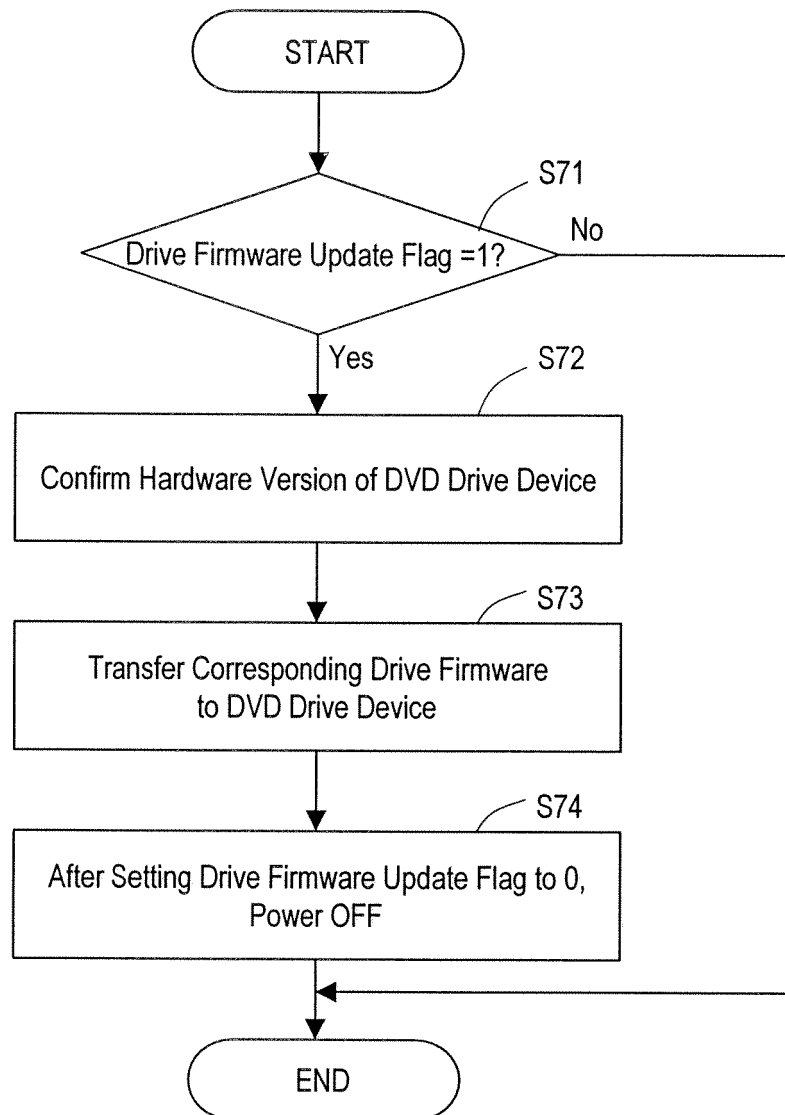 START
S71
Drive Firmware Update Flag =1?
No
Yes
S72
Confirm Hardware Version of DVD Drive Device
S73
Transfer Corresponding Drive Firmware
to DVD Drive Device
S74
After Setting Drive Firmware Update Flag to 0,
Power OFF
END